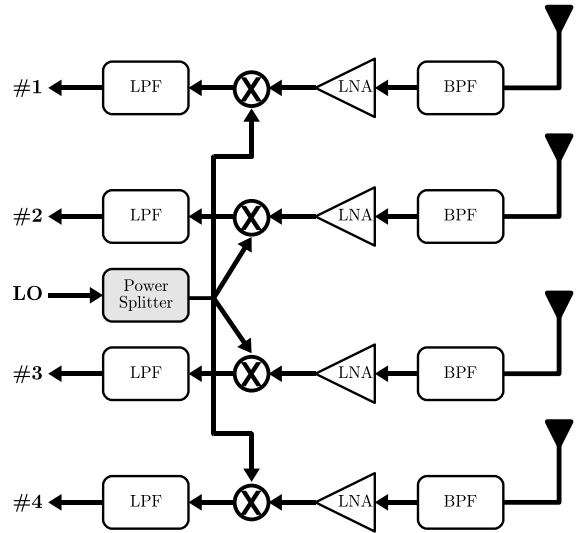 #1 LPF X LNA BPF
#2 LPF X LNA BPF
LO Power
Splitter
#3 LPF X LNA BPF
#4 LPF X LNA BPF